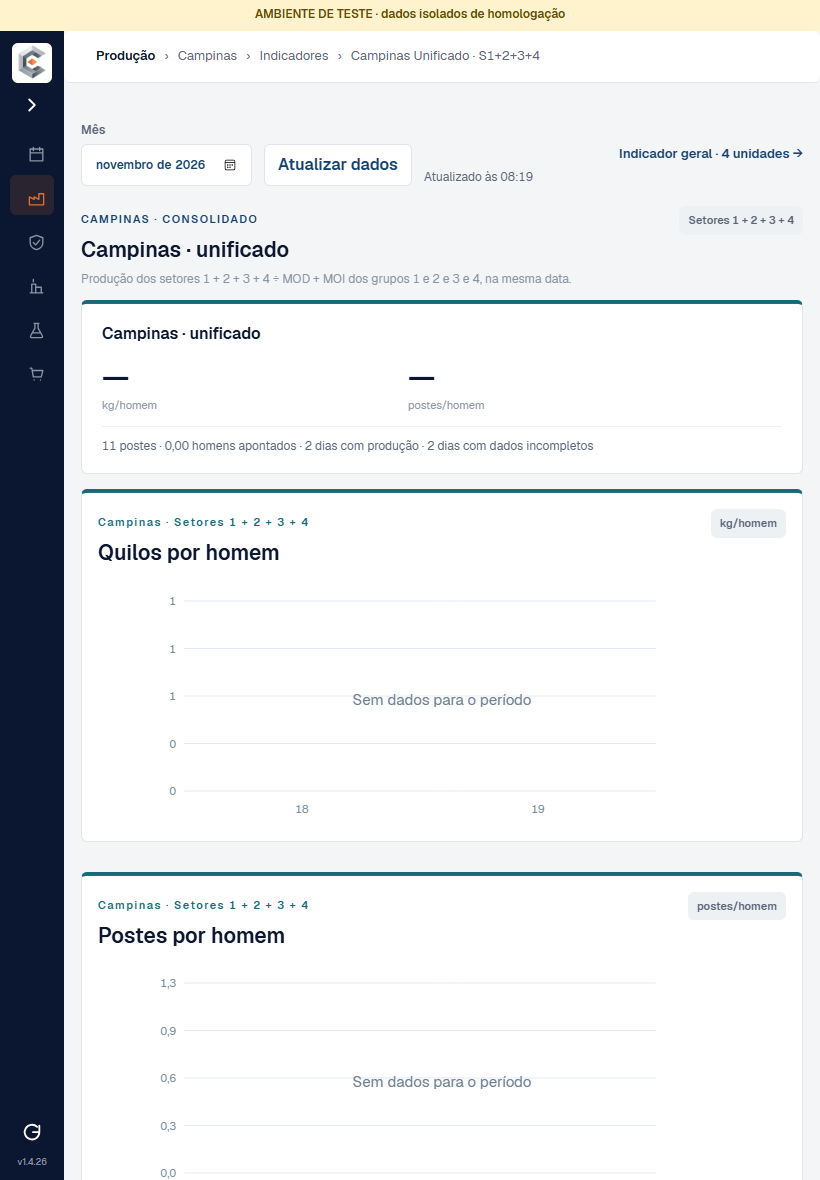 AMBIENTE DE TESTE · dados isolados de homologação
Produção › Campinas › Indicadores › Campinas Unificado · S1+2+3+4
Mês
novembro de 2026
Atualizar dados
Atualizado às 08:19
Indicador geral · 4 unidades →
CAMPINAS · CONSOLIDADO
Setores 1 + 2 + 3 + 4
Campinas · unificado
Produção dos setores 1 + 2 + 3 + 4 ÷ MOD + MOI dos grupos 1 e 2 e 3 e 4, na mesma data.
Campinas · unificado
— —
kg/homem postes/homem
11 postes · 0,00 homens apontados · 2 dias com produção · 2 dias com dados incompletos
Campinas · Setores 1 + 2 + 3 + 4
kg/homem
Quilos por homem
1
1
1
Sem dados para o período
0
0
18 19
Campinas · Setores 1 + 2 + 3 + 4
postes/homem
Postes por homem
1,3
0,9
0,6
Sem dados para o período
0,3
0,0
v1.4.26